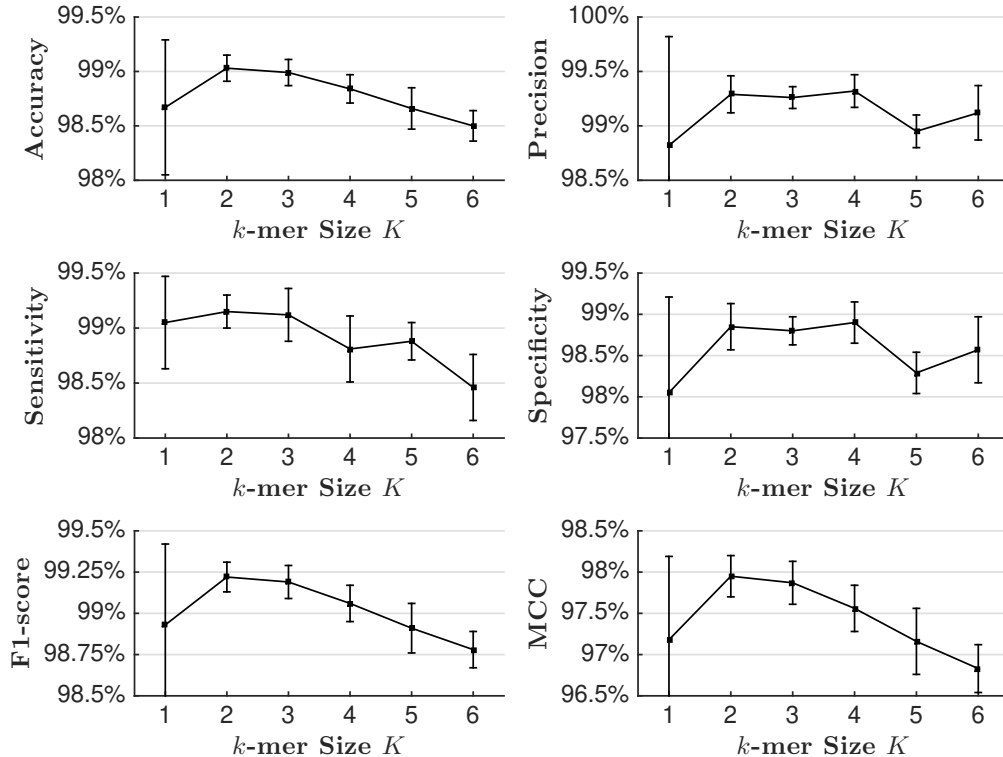 99.5%
99%
98.5%
98%
Accuracy
1 2 3 4 5 6
k-mer Size K
100%
99.5%
99%
98.5%
Precision
1 2 3 4 5 6
k-mer Size K
99.5%
99%
98.5%
98%
Sensitivity
1 2 3 4 5 6
k-mer Size K
99.5%
99%
98.5%
98%
97.5%
Specificity
1 2 3 4 5 6
k-mer Size K
99.5%
99.25%
99%
98.75%
98.5%
F1-score
1 2 3 4 5 6
k-mer Size K
98.5%
98%
97.5%
97%
96.5%
MCC
1 2 3 4 5 6
k-mer Size K